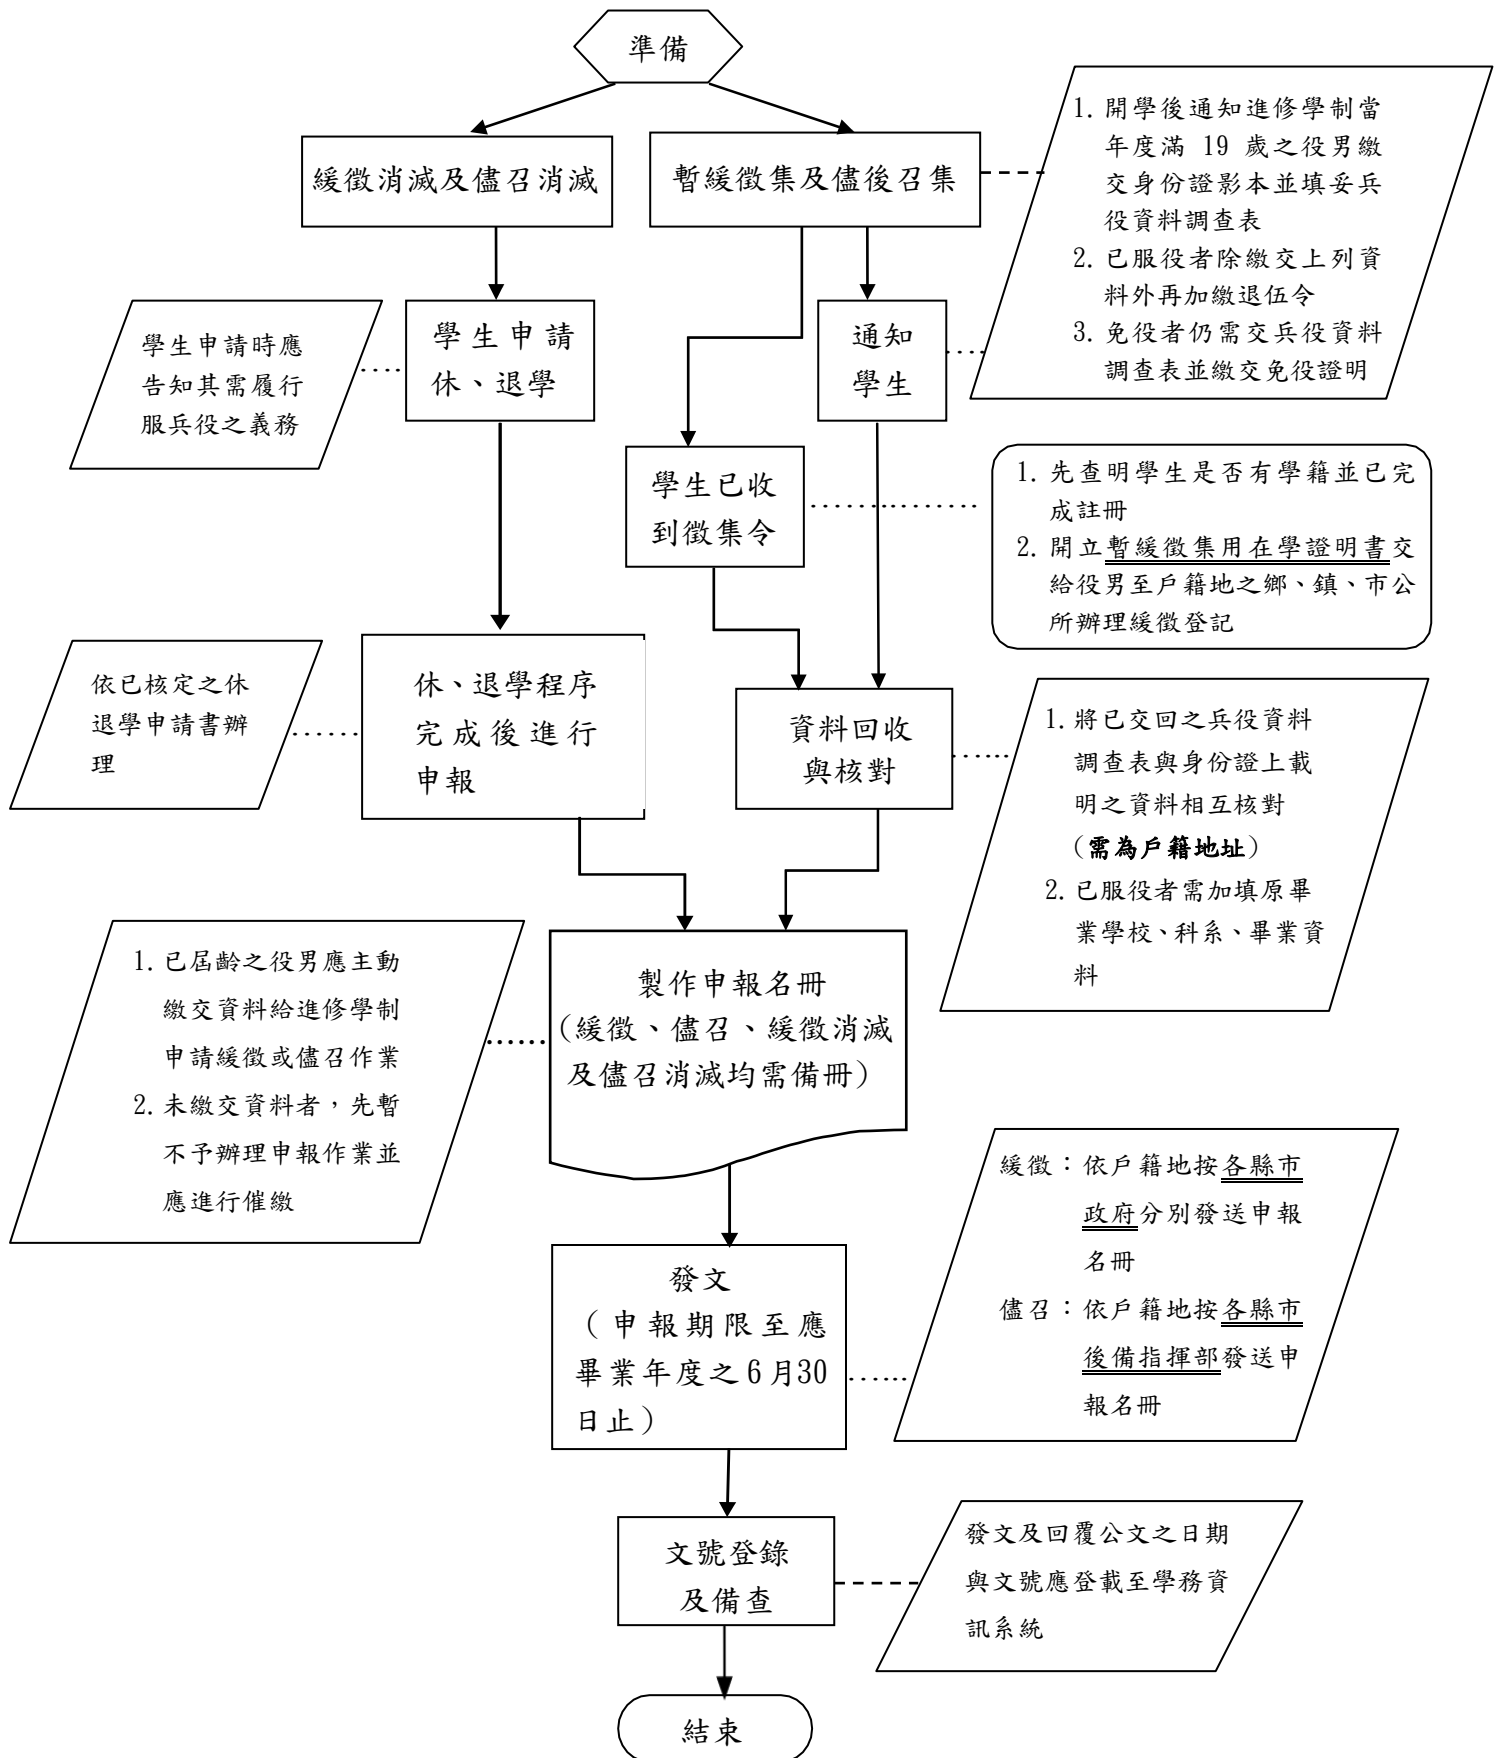 準備
緩徵消滅及儘召消滅
暫緩徵集及儘後召集
1. 開學後通知進修學制當
年度滿 19 歲之役男繳
交身份證影本並填妥兵
役資料調查表
2. 已服役者除繳交上列資
料外再加繳退伍令
3. 免役者仍需交兵役資料
調查表並繳交免役證明
學生申請時應
告知其需履行
服兵役之義務
學生申請
休、退學
通知
學生
學生已收
到徵集令
1. 先查明學生是否有學籍並已完
成註冊
2. 開立暫緩徵集用在學證明書交
給役男至戶籍地之鄉、鎮、市公
所辦理緩徵登記
依已核定之休
退學申請書辦
理
休、退學程序
完成後進行
申報
資料回收
與核對
1. 將已交回之兵役資料
調查表與身份證上載
明之資料相互核對
(需為戶籍地址)
2. 已服役者需加填原畢
業學校、科系、畢業資
料
1. 已屆齡之役男應主動
繳交資料給進修學制
申請緩徵或儘召作業
2. 未繳交資料者，先暫
不予辦理申報作業並
應進行催繳
製作申報名冊
(緩徵、儘召、緩徵消滅
及儘召消滅均需備冊)
緩徵：依戶籍地按各縣市
政府分別發送申報
名冊
儘召：依戶籍地按各縣市
後備指揮部發送申
報名冊
發文
（申報期限至應
畢業年度之6月30
日止）
文號登錄
及備查
發文及回覆公文之日期
與文號應登載至學務資
訊系統
結束